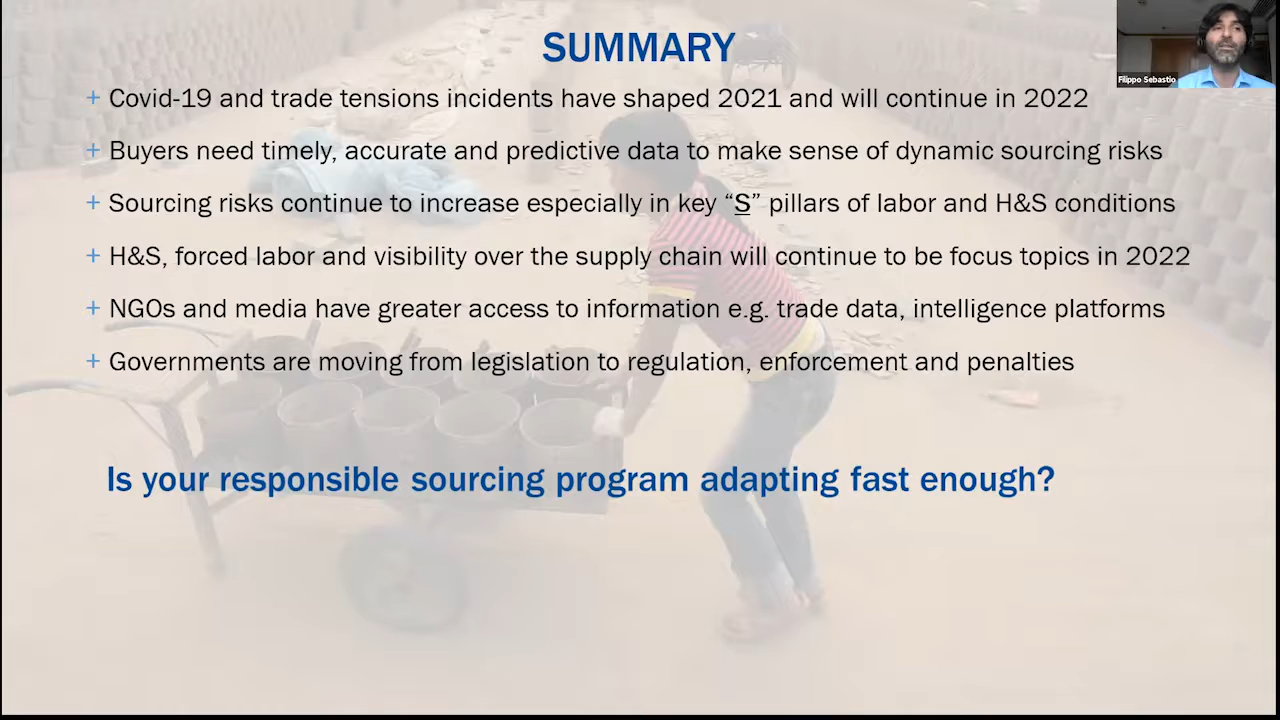 SUMMARY
Filippo Sebastio
+ Covid-19 and trade tensions incidents have shaped 2021 and will continue in 2022
+ Buyers need timely, accurate and predictive data to make sense of dynamic sourcing risks
+ Sourcing risks continue to increase especially in key “S” pillars of labor and H&S conditions
+ H&S, forced labor and visibility over the supply chain will continue to be focus topics in 2022
+ NGOs and media have greater access to information e.g. trade data, intelligence platforms
+ Governments are moving from legislation to regulation, enforcement and penalties
Is your responsible sourcing program adapting fast enough?